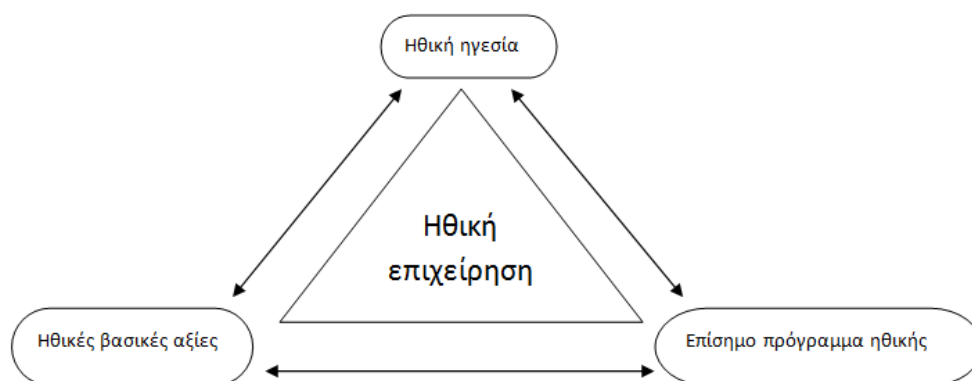 Ηθική ηγεσία
Ηθική
επιχείρηση
Ηθικές βασικές αξίες
Επίσημο πρόγραμμα ηθικής